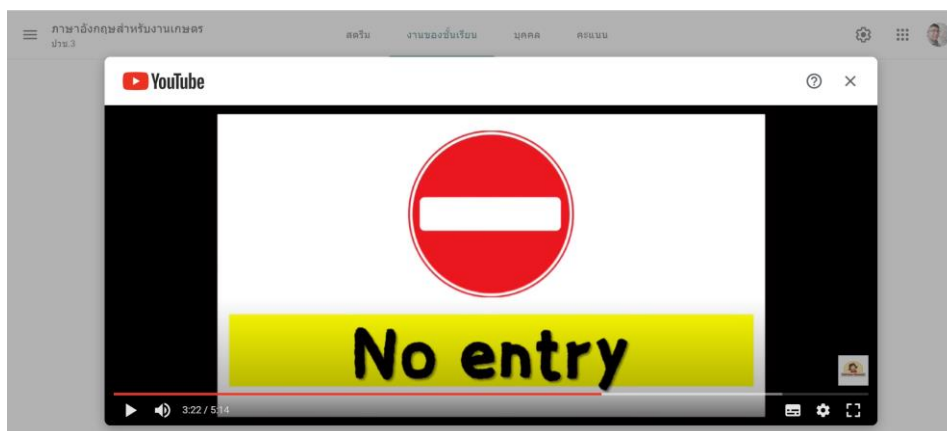 ภาษาอังกฤษสำหรับงานเกษตร
ปวช.3
สตรีม งานของชั้นเรียน บุคคล คะแนน
YouTube
No entry
3:22 / 5:14